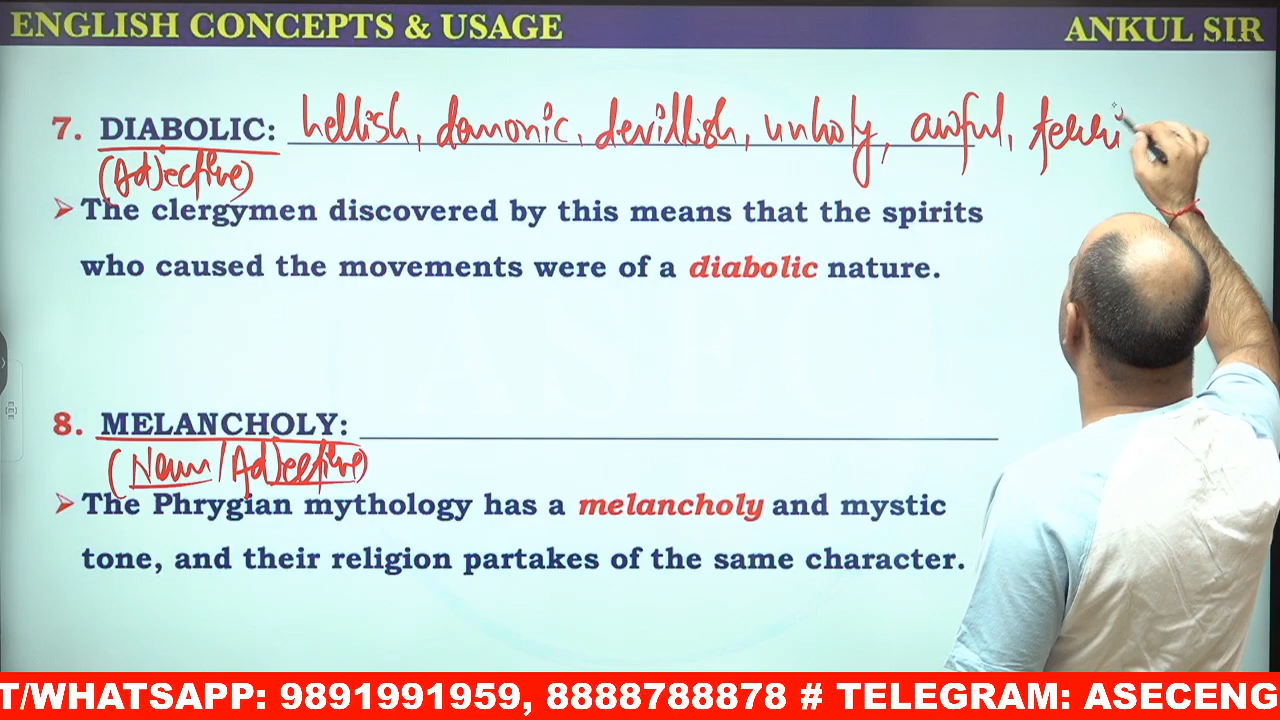 ENGLISH CONCEPTS & USAGE ANKUL SIR
7. DIABOLIC: hellish, demonic, devillish, unholy, awful, terri
(Adjective)
➢ The clergymen discovered by this means that the spirits
who caused the movements were of a diabolic nature.
8. MELANCHOLY:
(Noun/Adjective)
➢ The Phrygian mythology has a melancholy and mystic
tone, and their religion partakes of the same character.
T/WHATSAPP: 9891991959, 8888788878 # TELEGRAM: ASECENG